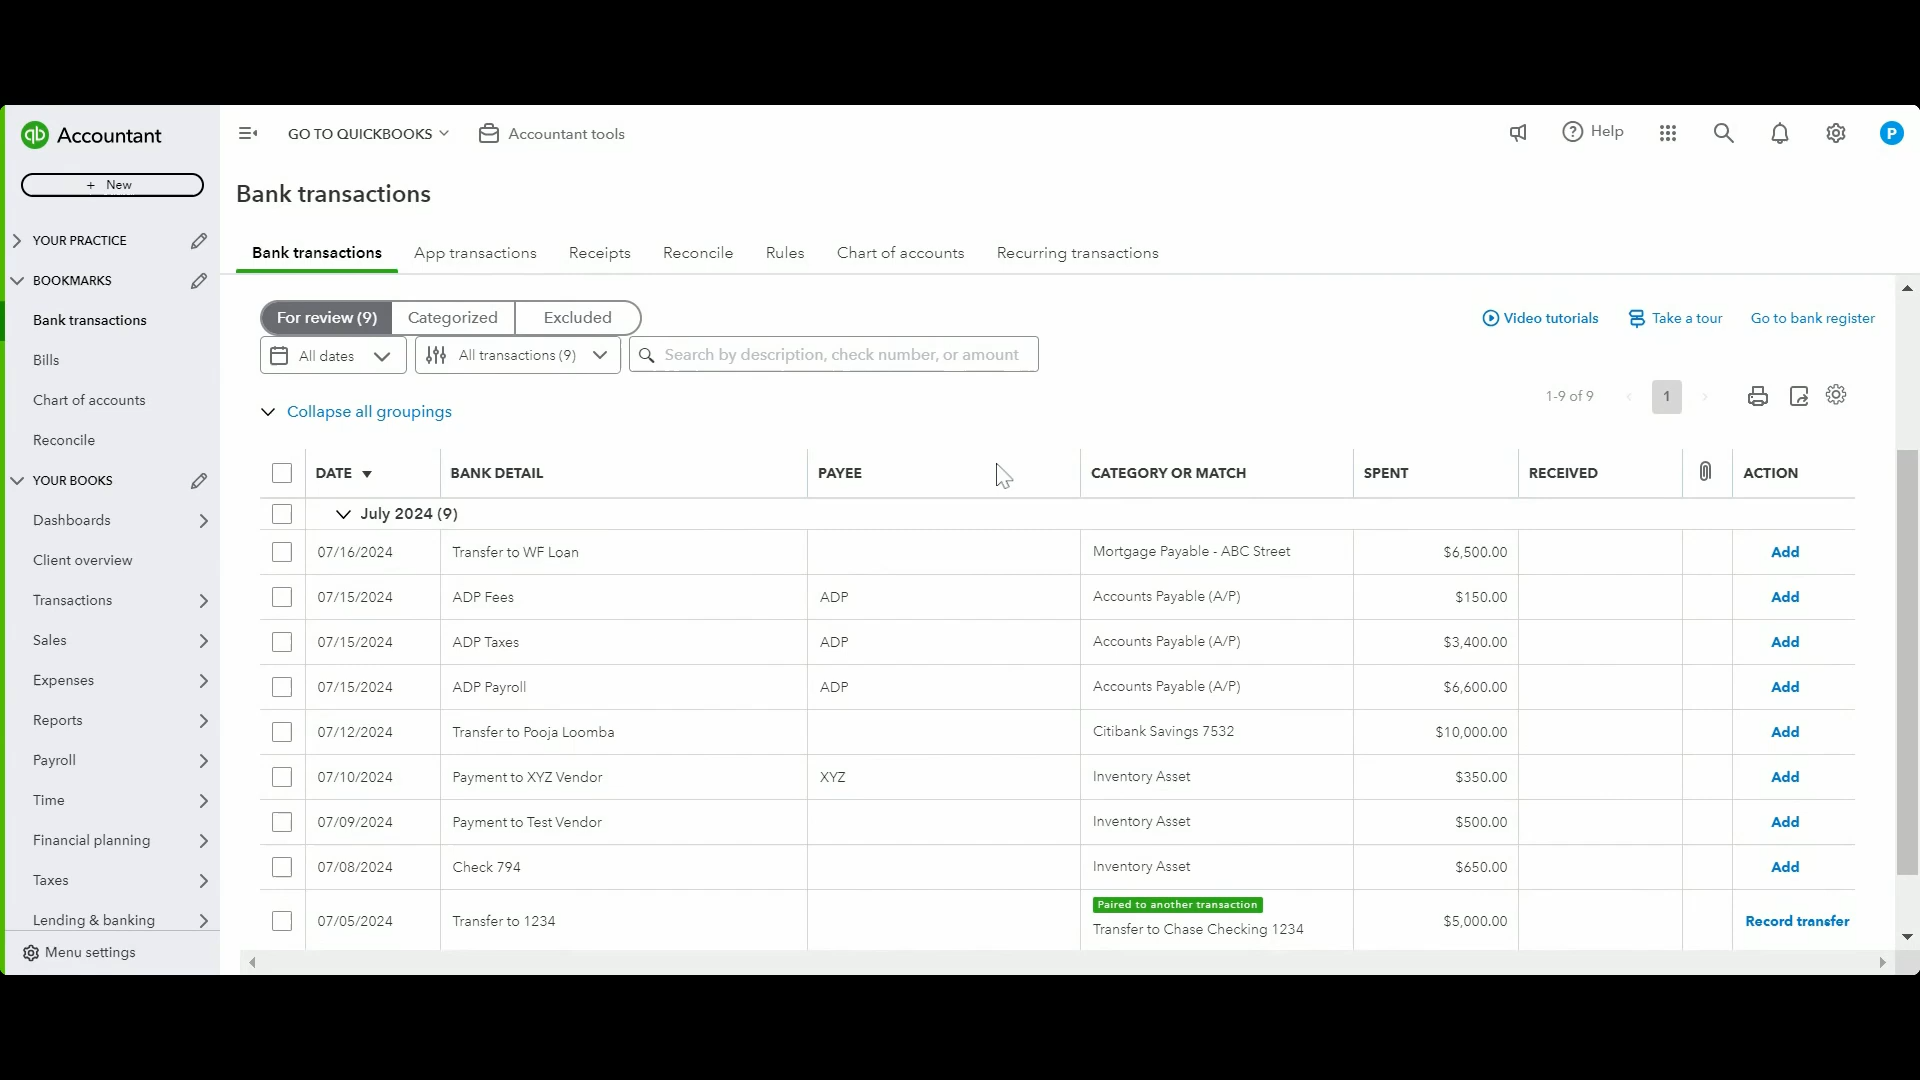 qb Accountant
GO TO QUICKBOOKS
Accountant tools
Help
P
+ New
Bank transactions
YOUR PRACTICE
BOOKMARKS
Bank transactions
Bills
Chart of accounts
Reconcile
YOUR BOOKS
Dashboards
Client overview
Transactions
Sales
Expenses
Reports
Payroll
Time
Financial planning
Taxes
Lending & banking
Menu settings
Bank transactions App transactions Receipts Reconcile Rules Chart of accounts Recurring transactions
For review (9) Categorized Excluded
Video tutorials Take a tour Go to bank register
All dates All transactions (9) Search by description, check number, or amount
1-9 of 9 1
Collapse all groupings
DATE BANK DETAIL PAYEE CATEGORY OR MATCH SPENT RECEIVED ACTION
July 2024 (9)
07/16/2024 Transfer to WF Loan Mortgage Payable - ABC Street $6,500.00 Add
07/15/2024 ADP Fees ADP Accounts Payable (A/P) $150.00 Add
07/15/2024 ADP Taxes ADP Accounts Payable (A/P) $3,400.00 Add
07/15/2024 ADP Payroll ADP Accounts Payable (A/P) $6,600.00 Add
07/12/2024 Transfer to Pooja Loomba Citibank Savings 7532 $10,000.00 Add
07/10/2024 Payment to XYZ Vendor XYZ Inventory Asset $350.00 Add
07/09/2024 Payment to Test Vendor Inventory Asset $500.00 Add
07/08/2024 Check 794 Inventory Asset $650.00 Add
Paired to another transaction
07/05/2024 Transfer to 1234 Transfer to Chase Checking 1234 $5,000.00 Record transfer